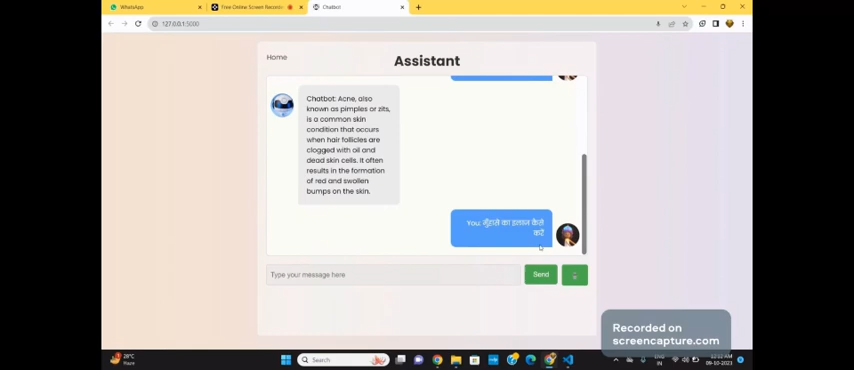 WhatsApp
Free Online Screen Recorder
Chatbot
127.0.0.1:5000
Home
Assistant
Chatbot: Acne, also
known as pimples or zits,
is a common skin
condition that occurs
when hair follicles are
clogged with oil and
dead skin cells. It often
results in the formation
of red and swollen
bumps on the skin.
You: मुँहासे का इलाज कैसे
करें
Type your message here
Send
Recorded on
screencapture.com
28°C
Haze
Search
ENG
IN
09-10-2023